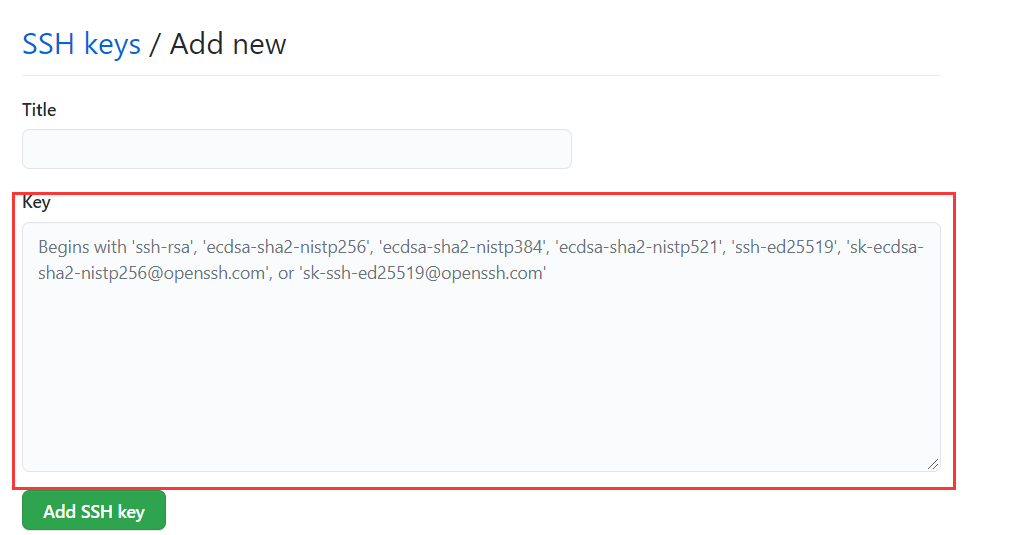 SSH keys / Add new
Title
Key
Begins with 'ssh-rsa', 'ecdsa-sha2-nistp256', 'ecdsa-sha2-nistp384', 'ecdsa-sha2-nistp521', 'ssh-ed25519', 'sk-ecdsa-
sha2-nistp256@openssh.com', or 'sk-ssh-ed25519@openssh.com'
Add SSH key